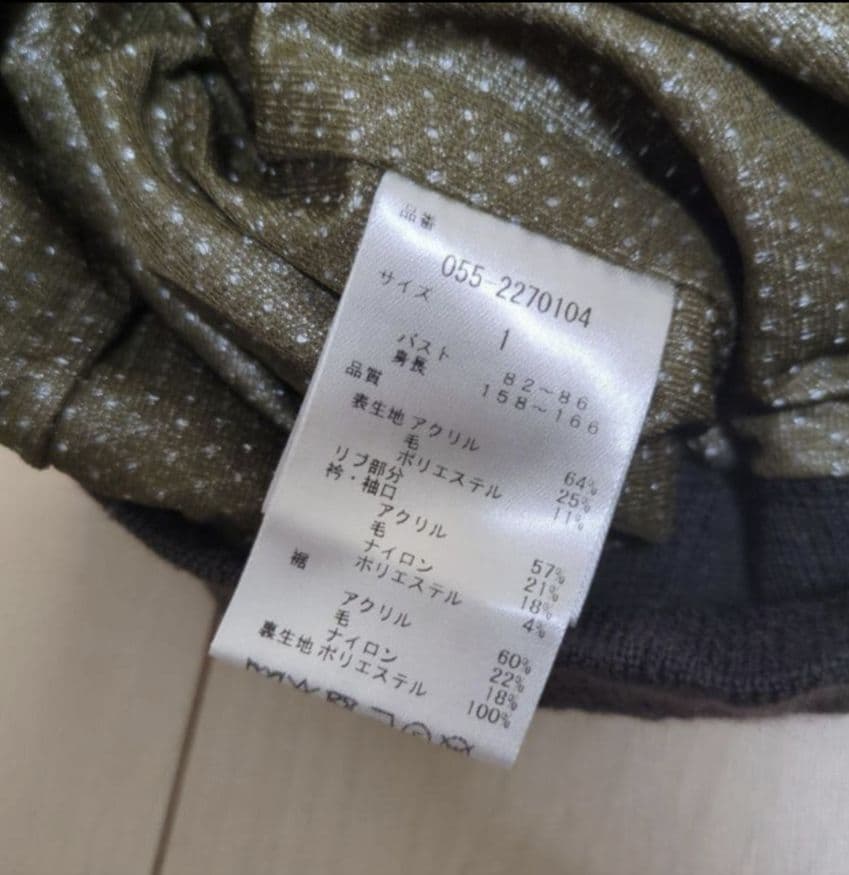 品番
055-2270104
サイズ
1
バスト 82~86
身長 158~166
品質
表生地 アクリル 64%
毛 25%
ポリエステル 11%
リブ部分
衿・袖口
アクリル 57%
毛 21%
ナイロン 18%
ポリエステル 4%
裾
アクリル 60%
毛 22%
ナイロン 18%
裏生地 ポリエステル 100%